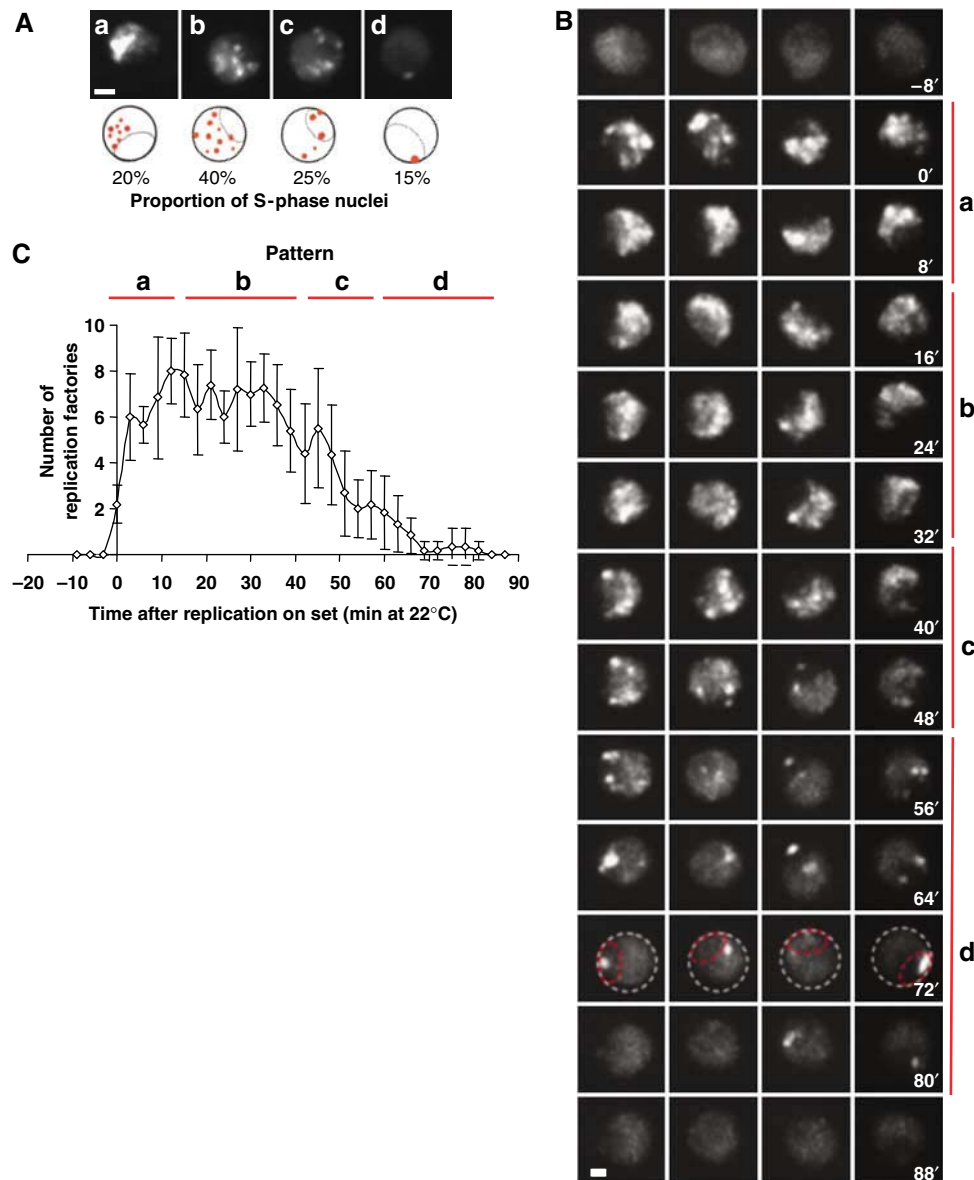 A
a b c d
20% 40% 25% 15%
Proportion of S-phase nuclei
C
Pattern
a b c d
Number of
replication factories
10
8
6
4
2
−20 −10 0 10 20 30 40 50 60 70 80 90
Time after replication on set (min at 22°C)
B
−8′
0′
a
8′
16′
b
24′
32′
40′
c
48′
56′
64′
d
72′
80′
88′